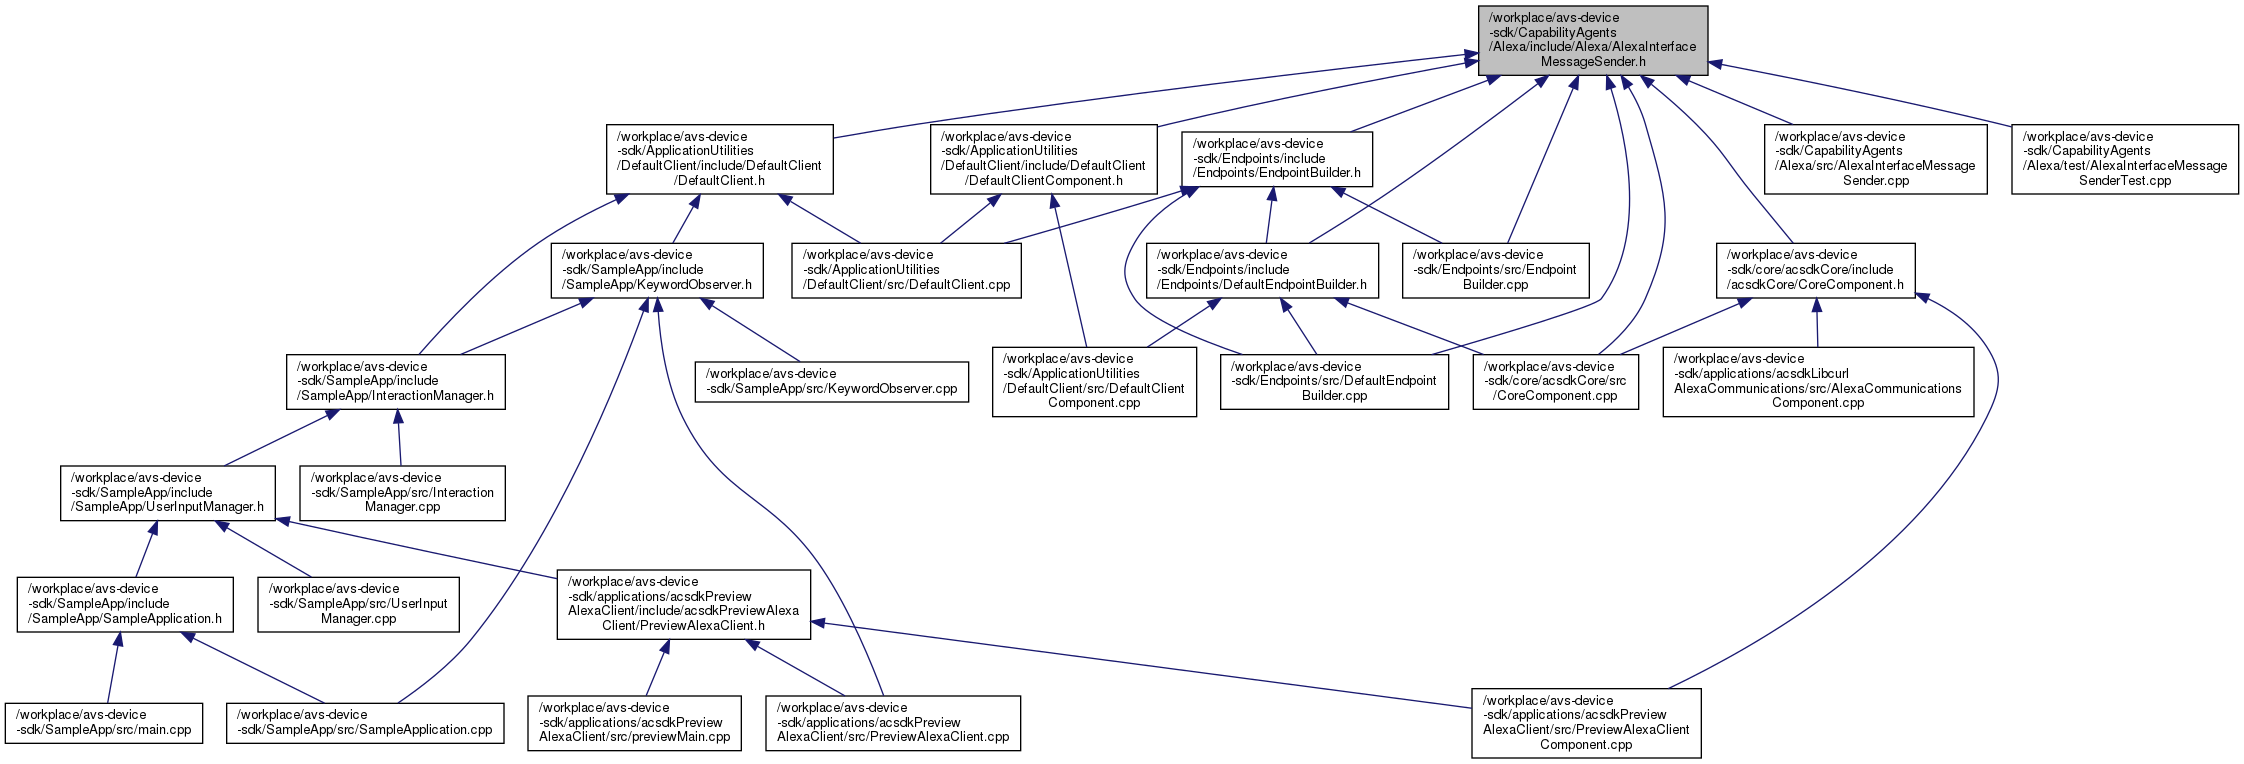 /workplace/avs-device
-sdk/CapabilityAgents
/Alexa/include/Alexa/AlexaInterface
MessageSender.h
/workplace/avs-device
-sdk/ApplicationUtilities
/DefaultClient/include/DefaultClient
/DefaultClient.h
/workplace/avs-device
-sdk/ApplicationUtilities
/DefaultClient/include/DefaultClient
/DefaultClientComponent.h
/workplace/avs-device
-sdk/Endpoints/include
/Endpoints/EndpointBuilder.h
/workplace/avs-device
-sdk/CapabilityAgents
/Alexa/src/AlexaInterfaceMessage
Sender.cpp
/workplace/avs-device
-sdk/CapabilityAgents
/Alexa/test/AlexaInterfaceMessage
SenderTest.cpp
/workplace/avs-device
-sdk/SampleApp/include
/SampleApp/KeywordObserver.h
/workplace/avs-device
-sdk/ApplicationUtilities
/DefaultClient/src/DefaultClient.cpp
/workplace/avs-device
-sdk/Endpoints/include
/Endpoints/DefaultEndpointBuilder.h
/workplace/avs-device
-sdk/Endpoints/src/Endpoint
Builder.cpp
/workplace/avs-device
-sdk/core/acsdkCore/include
/acsdkCore/CoreComponent.h
/workplace/avs-device
-sdk/SampleApp/include
/SampleApp/InteractionManager.h
/workplace/avs-device
-sdk/SampleApp/src/KeywordObserver.cpp
/workplace/avs-device
-sdk/ApplicationUtilities
/DefaultClient/src/DefaultClient
Component.cpp
/workplace/avs-device
-sdk/Endpoints/src/DefaultEndpoint
Builder.cpp
/workplace/avs-device
-sdk/core/acsdkCore/src
/CoreComponent.cpp
/workplace/avs-device
-sdk/applications/acsdkLibcurl
AlexaCommunications/src/AlexaCommunications
Component.cpp
/workplace/avs-device
-sdk/SampleApp/include
/SampleApp/UserInputManager.h
/workplace/avs-device
-sdk/SampleApp/src/Interaction
Manager.cpp
/workplace/avs-device
-sdk/SampleApp/include
/SampleApp/SampleApplication.h
/workplace/avs-device
-sdk/SampleApp/src/UserInput
Manager.cpp
/workplace/avs-device
-sdk/applications/acsdkPreview
AlexaClient/include/acsdkPreviewAlexa
Client/PreviewAlexaClient.h
/workplace/avs-device
-sdk/SampleApp/src/main.cpp
/workplace/avs-device
-sdk/SampleApp/src/SampleApplication.cpp
/workplace/avs-device
-sdk/applications/acsdkPreview
AlexaClient/src/previewMain.cpp
/workplace/avs-device
-sdk/applications/acsdkPreview
AlexaClient/src/PreviewAlexaClient.cpp
/workplace/avs-device
-sdk/applications/acsdkPreview
AlexaClient/src/PreviewAlexaClient
Component.cpp